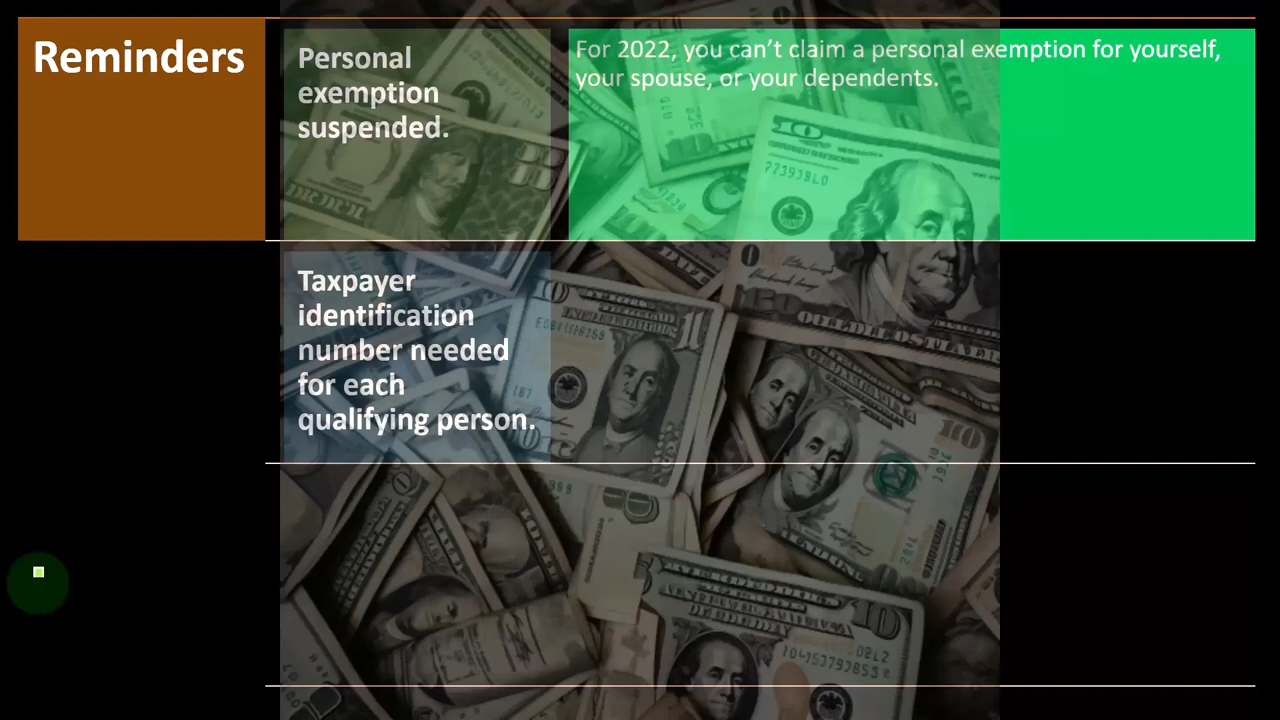 Reminders
Personal
exemption
suspended.
For 2022, you can’t claim a personal exemption for yourself,
your spouse, or your dependents.
Taxpayer
identification
number needed
for each
qualifying person.